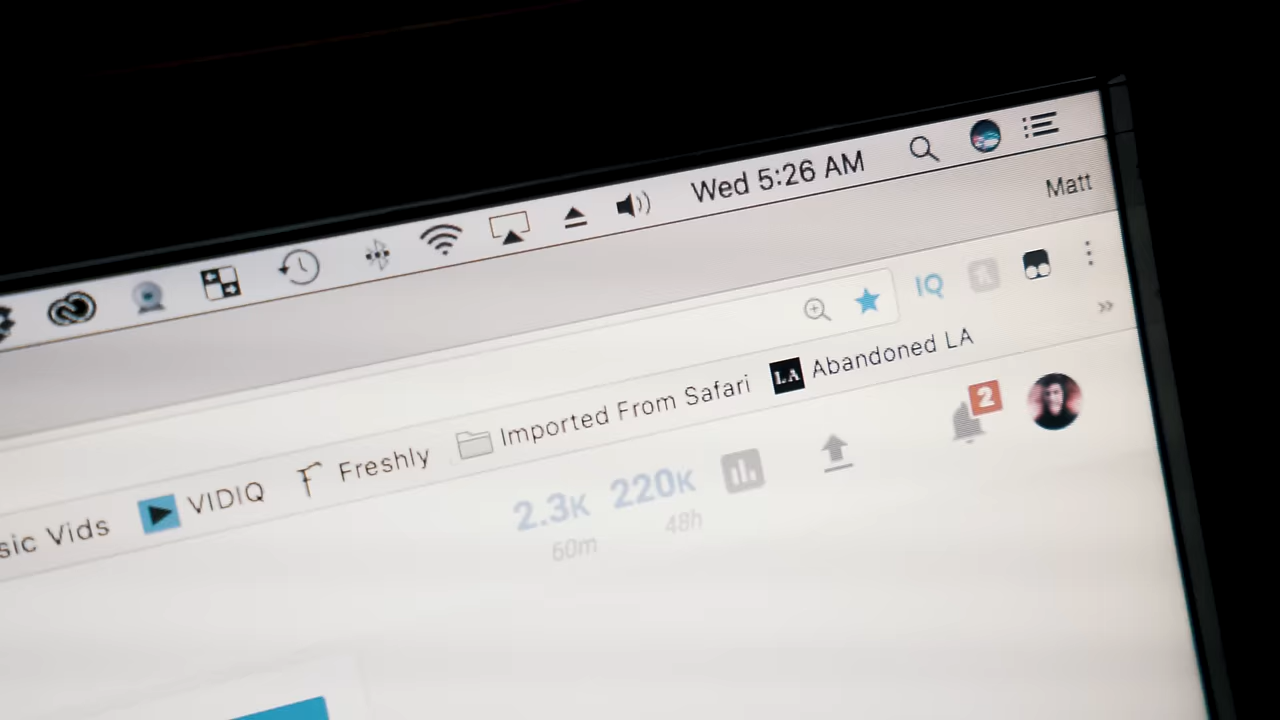 Wed 5:26 AM
Matt
IQ
sic Vids
VIDIQ
Freshly
Imported From Safari
LA
Abandoned LA
2.3K 220K
60m 48h
2